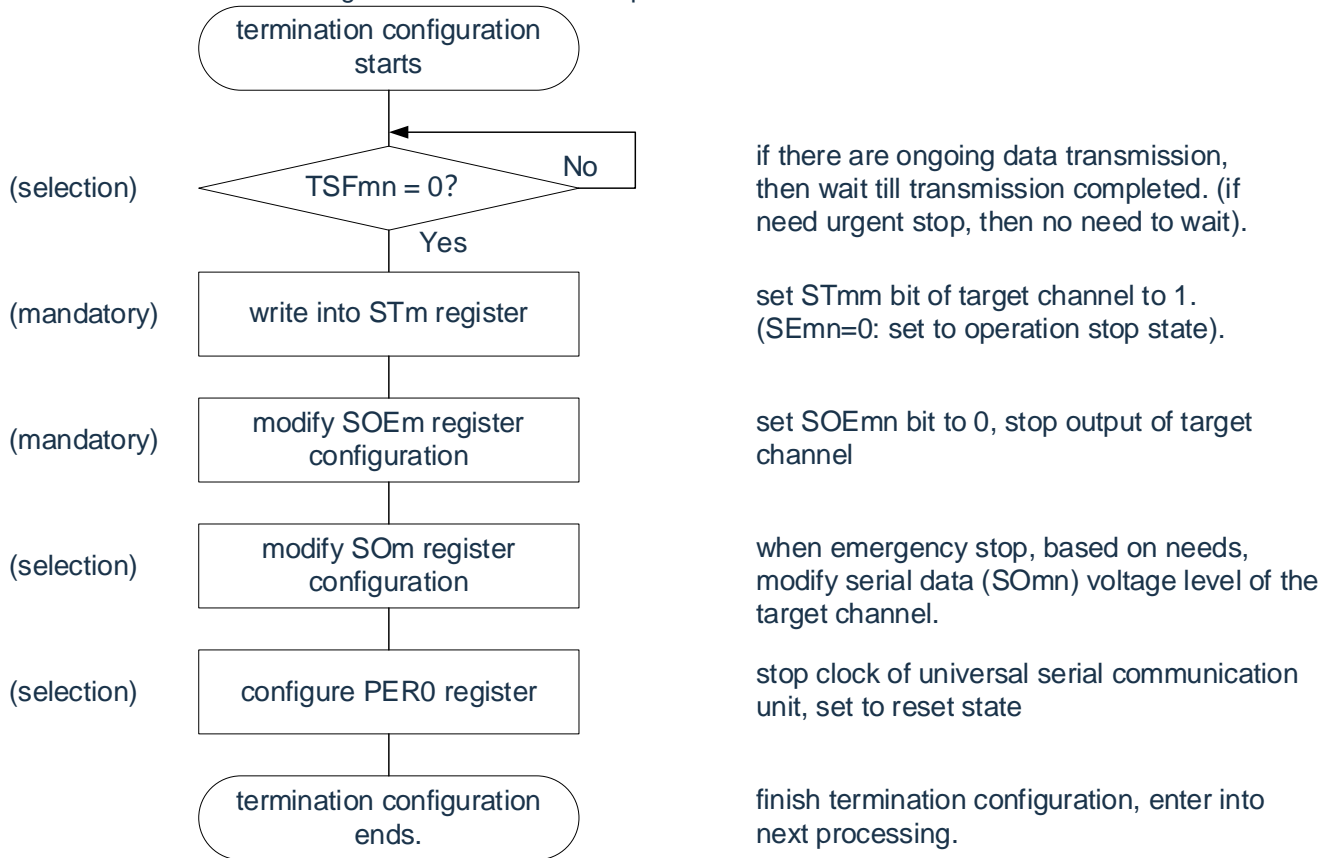 termination configuration
starts
(selection)
TSFmn = 0?
No
Yes
if there are ongoing data transmission,
then wait till transmission completed. (if
need urgent stop, then no need to wait).
(mandatory)
write into STm register
set STmm bit of target channel to 1.
(SEmn=0: set to operation stop state).
(mandatory)
modify SOEm register
configuration
set SOEmn bit to 0, stop output of target
channel
(selection)
modify SOm register
configuration
when emergency stop, based on needs,
modify serial data (SOmn) voltage level of the
target channel.
(selection)
configure PER0 register
stop clock of universal serial communication
unit, set to reset state
termination configuration
ends.
finish termination configuration, enter into
next processing.